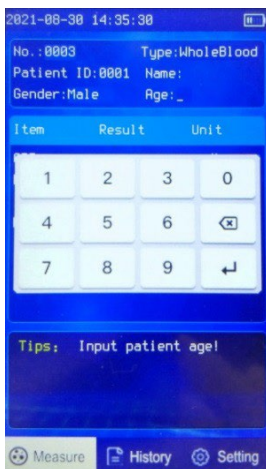 2021-08-30 14:35:30
No.:0003 Type:WholeBlood
Patient ID:0001 Name:
Gender:Male Age:_
Item Result Unit
1 2 3 0
4 5 6
7 8 9
Tips: Input patient age!
Measure History Setting